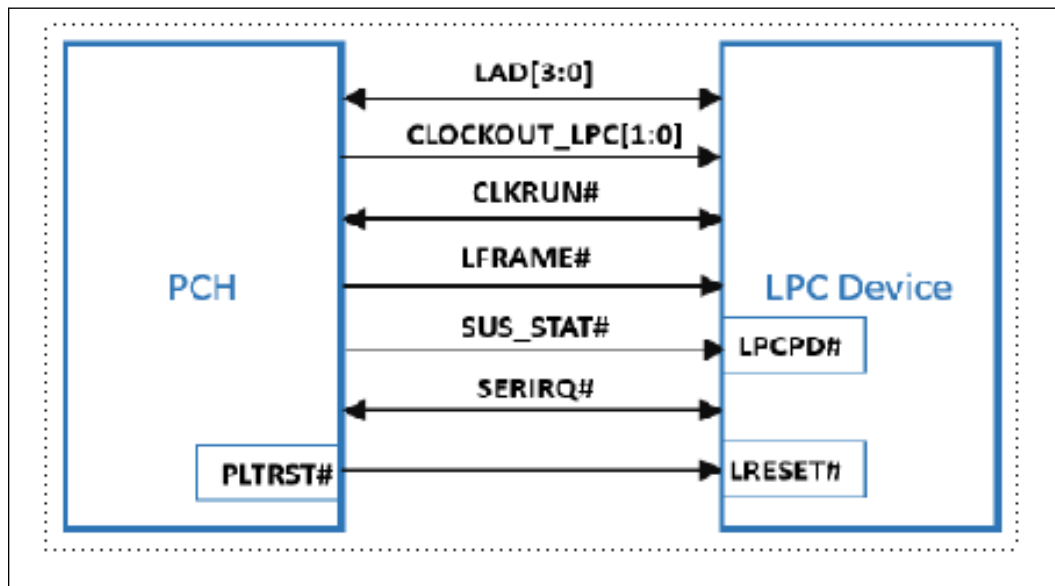 LAD[3:0]
CLOCKOUT_LPC[1:0]
CLKRUN#
LFRAME#
PCH
LPC Device
SUS_STAT#
LPCPD#
SERIRQ#
PLTRST#
LRESET#